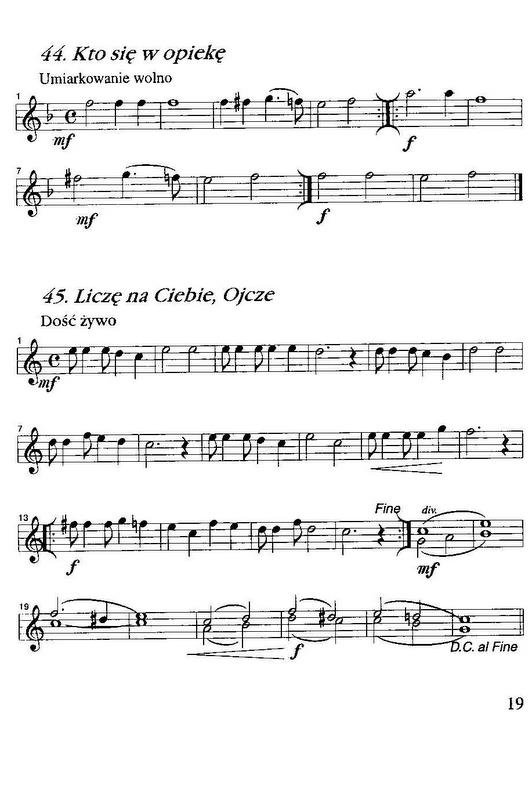 44. Kto się w opiekę
Umiarkowanie wolno
1
mf
f
7
mf
f
45. Liczę na Ciebie, Ojcze
Dość żywo
1
mf
7
13
Fine
div.
f
mf
19
f
D.C. al Fine
19